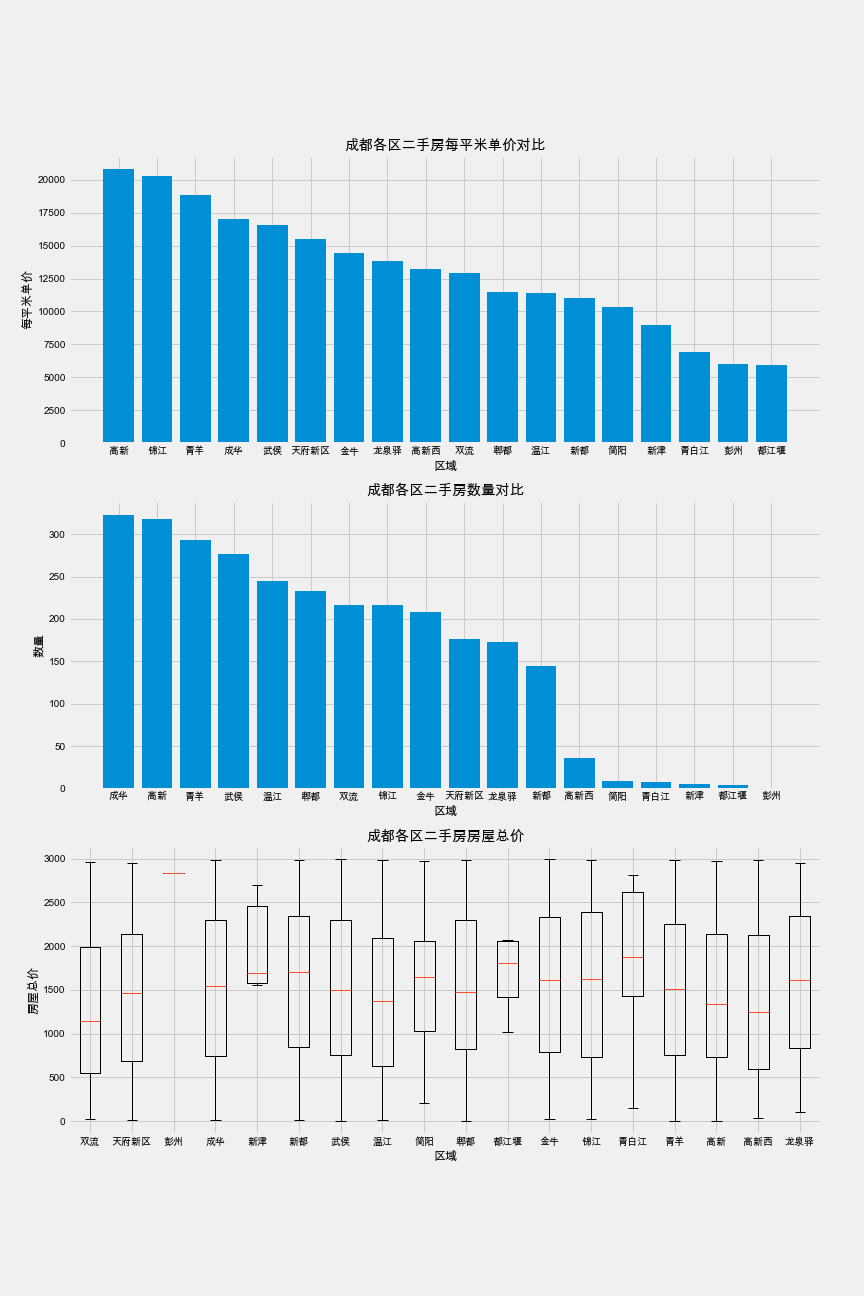 成都各区二手房每平米单价对比
20000
17500
15000
12500
10000
7500
5000
2500
0
每平米单价
高新 锦江 青羊 成华 武侯 天府新区 金牛 龙泉驿 高新西 双流 郫都 温江 新都 简阳 新津 青白江 彭州 都江堰
区域
成都各区二手房数量对比
300
250
200
150
100
50
0
数量
成华 高新 青羊 武侯 温江 郫都 双流 锦江 金牛 天府新区 龙泉驿 新都 高新西 简阳 青白江 新津 都江堰 彭州
区域
成都各区二手房房屋总价
3000
2500
2000
1500
1000
500
0
房屋总价
双流 天府新区 彭州 成华 新津 新都 武侯 温江 简阳 郫都 都江堰 金牛 锦江 青白江 青羊 高新 高新西 龙泉驿
区域